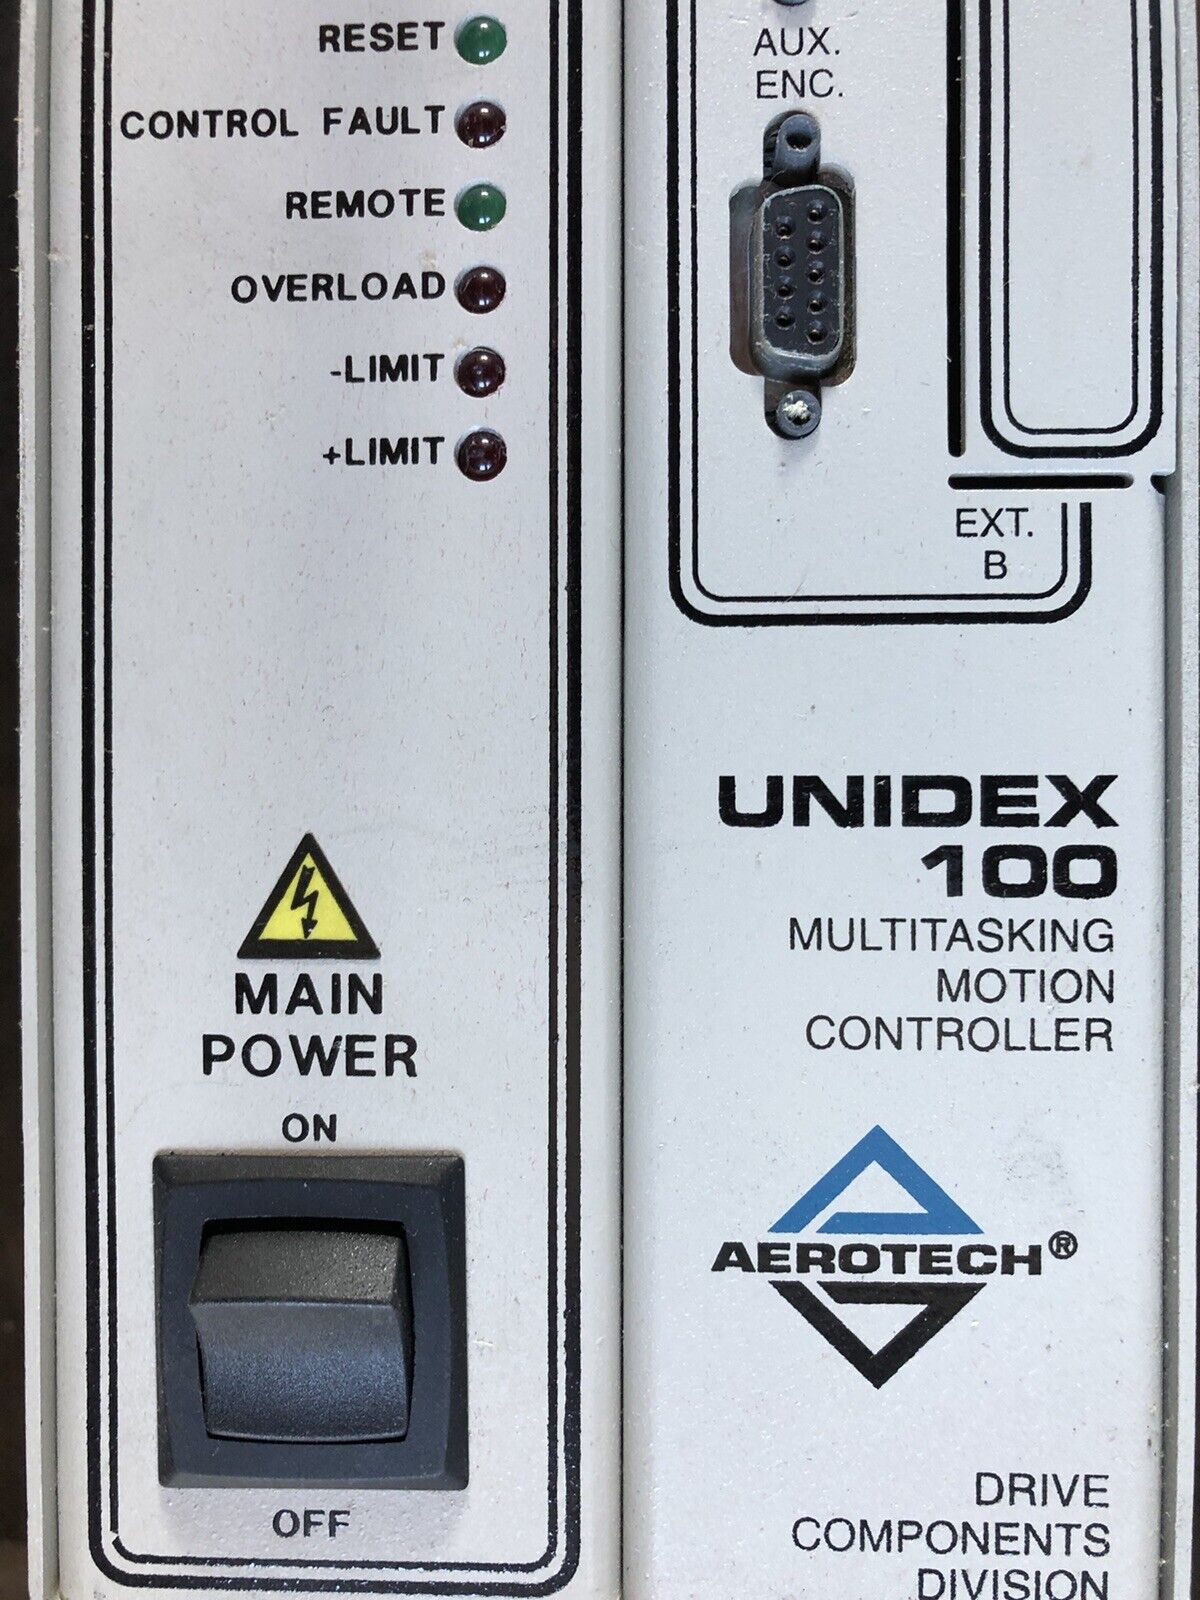 RESET
CONTROL FAULT
REMOTE
OVERLOAD
-LIMIT
+LIMIT
MAIN
POWER
ON
OFF
AUX.
ENC.
EXT.
B
UNIDEX
100
MULTITASKING
MOTION
CONTROLLER
AEROTECH®
DRIVE
COMPONENTS
DIVISION